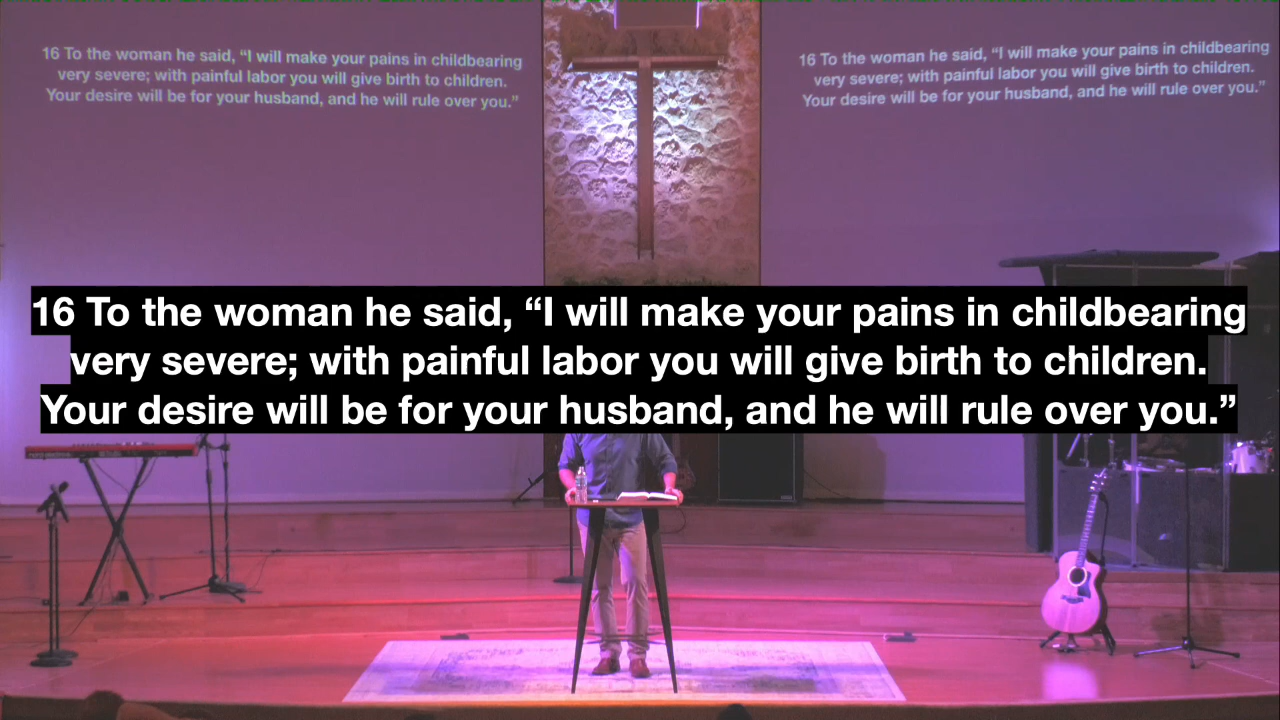 16 To the woman he said, “I will make your pains in childbearing
very severe; with painful labor you will give birth to children.
Your desire will be for your husband, and he will rule over you.”
16 To the woman he said, “I will make your pains in childbearing
very severe; with painful labor you will give birth to children.
Your desire will be for your husband, and he will rule over you.”
16 To the woman he said, “I will make your pains in childbearing
very severe; with painful labor you will give birth to children.
Your desire will be for your husband, and he will rule over you.”